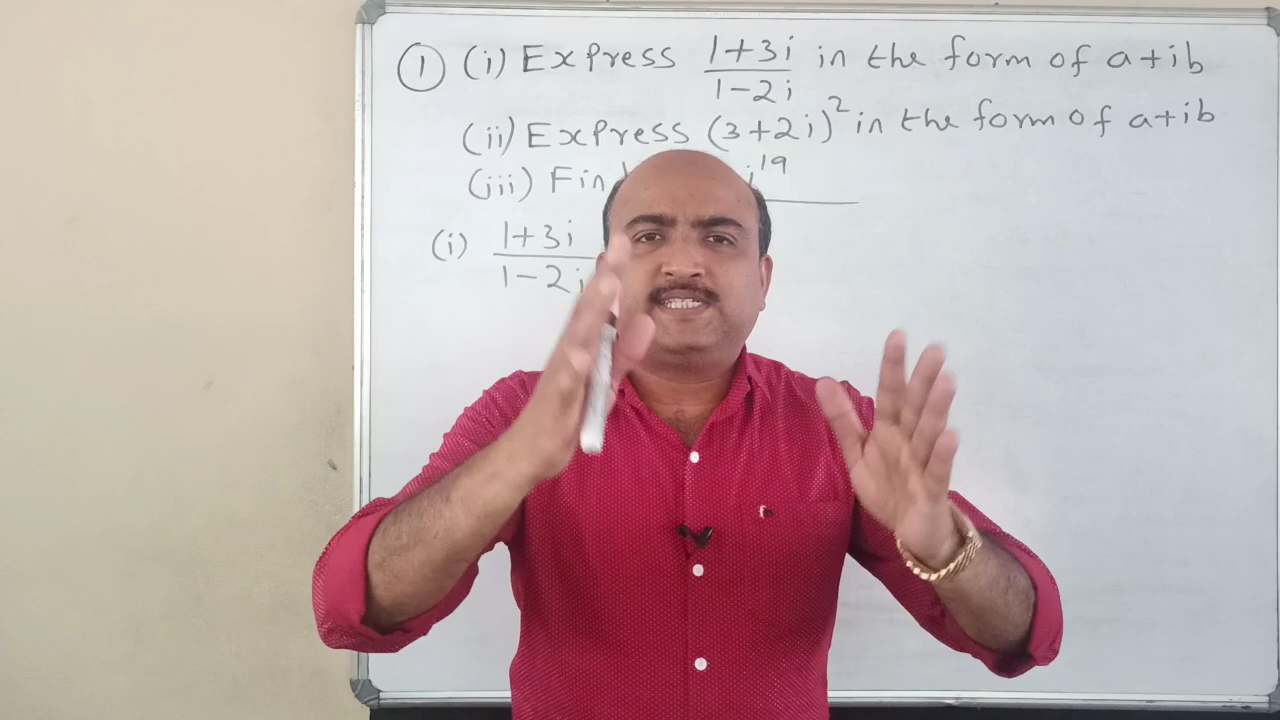 ① (i) Express 1+3i/1-2i in the form of a+ib
(ii) Express (3+2i)² in the form of a+ib
(iii) i¹⁹
(i) 1+3i/1-2i